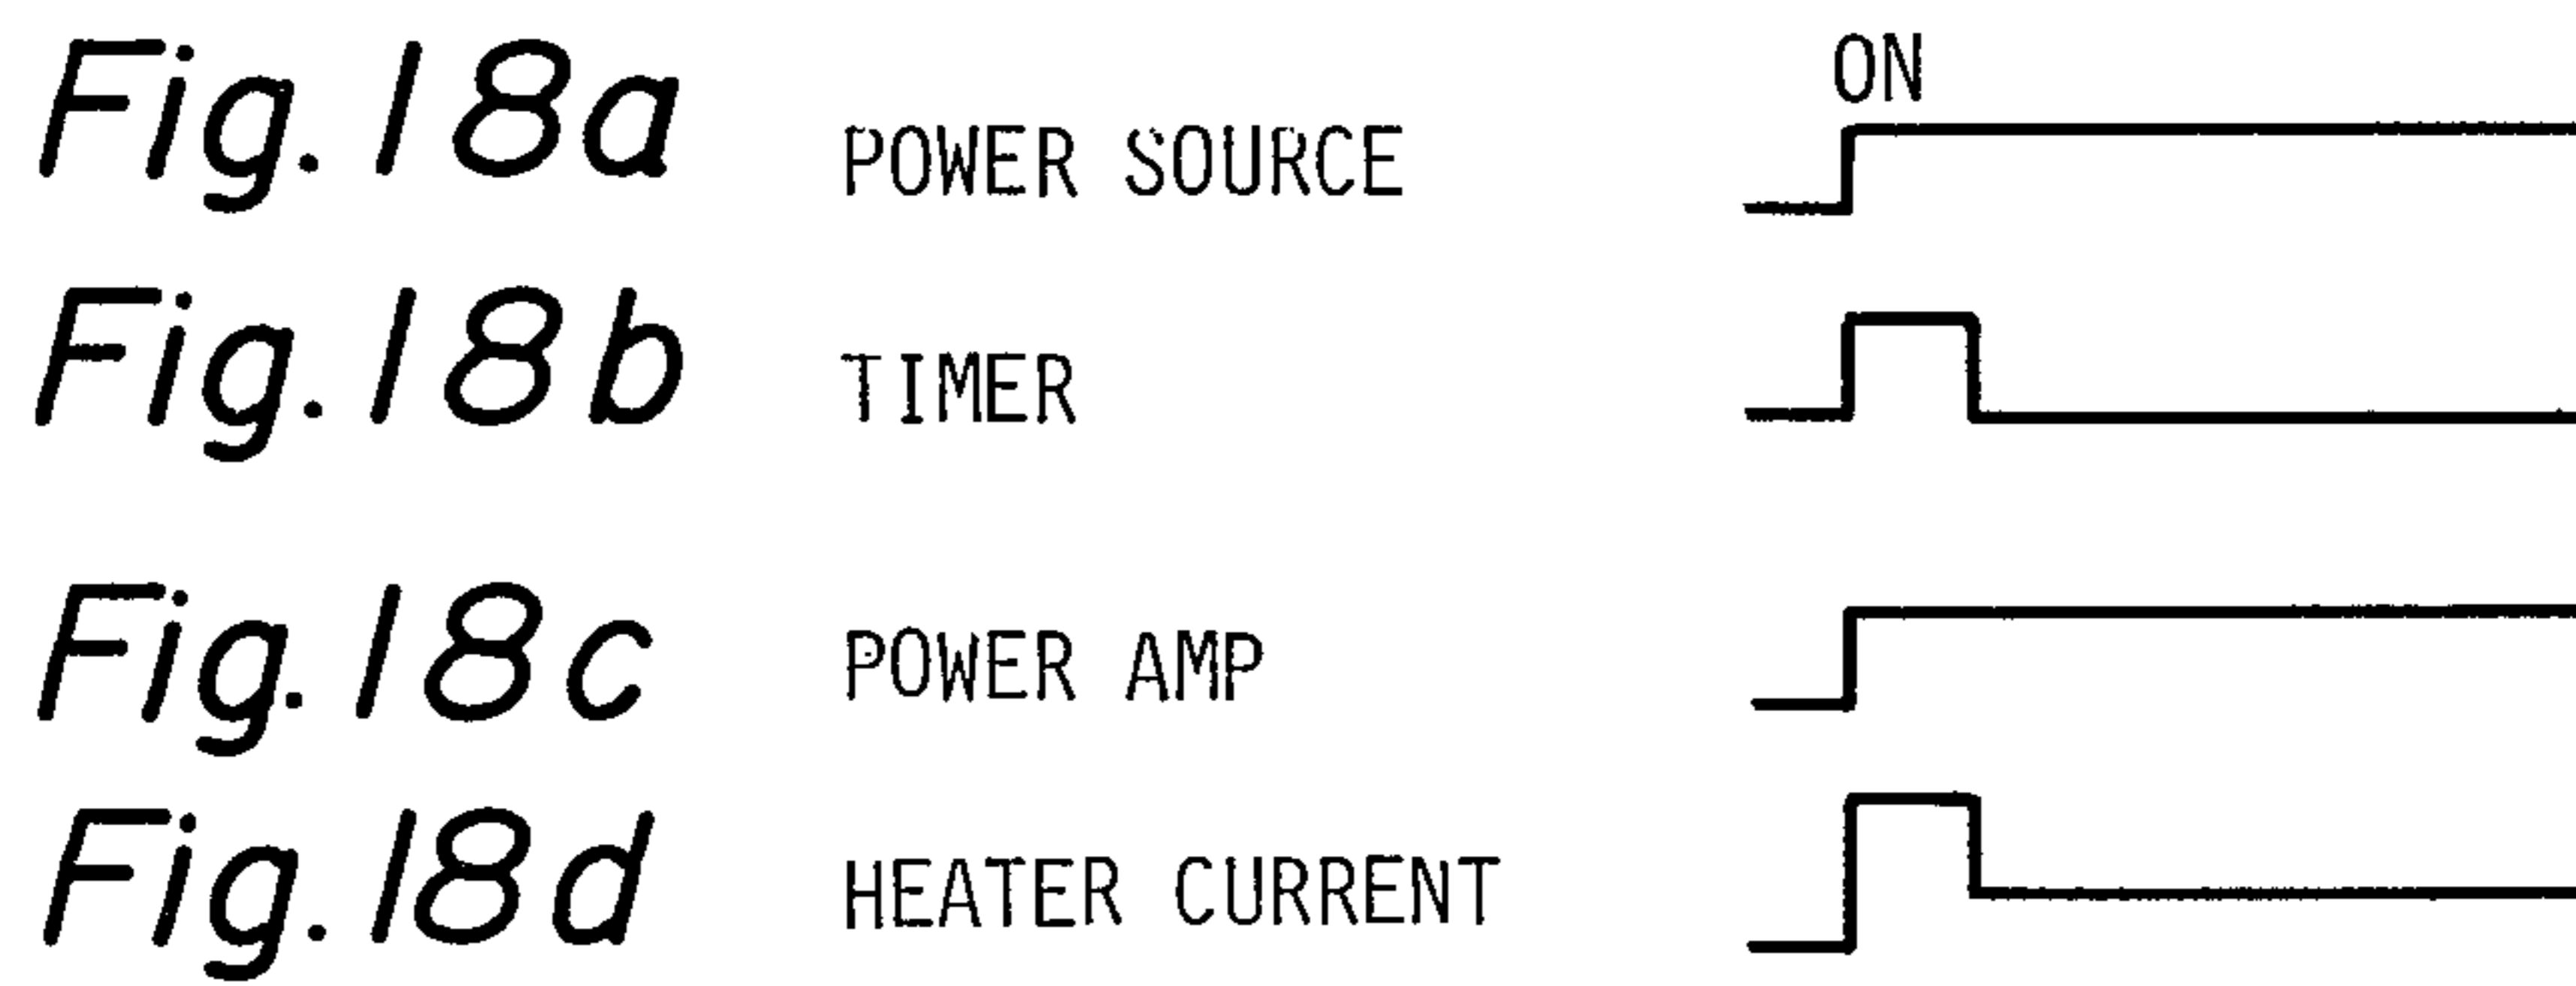 ON
Fig. 18a POWER SOURCE
Fig. 18b TIMER
Fig. 18c POWER AMP
Fig. 18d HEATER CURRENT